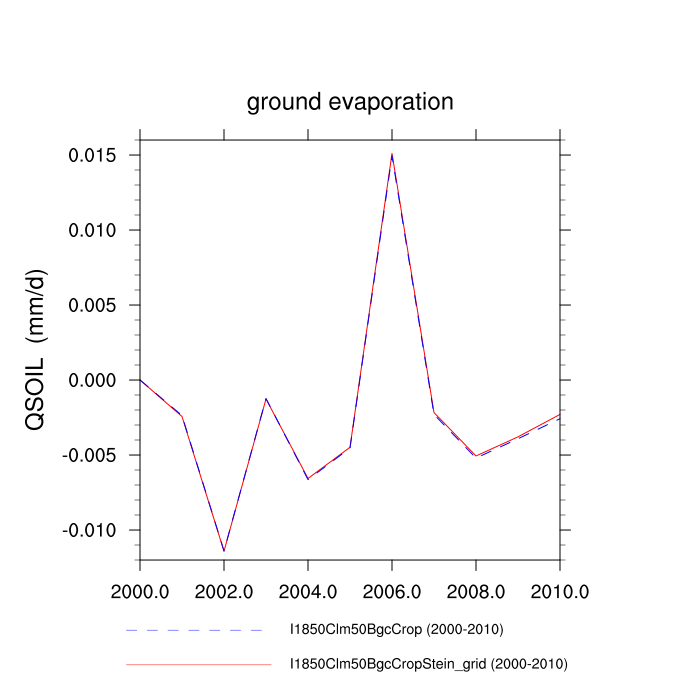 ground evaporation
QSOIL (mm/d)
0.015
0.010
0.005
0.000
-0.005
-0.010
2000.0 2002.0 2004.0 2006.0 2008.0 2010.0
I1850Clm50BgcCrop (2000-2010)
I1850Clm50BgcCropStein_grid (2000-2010)